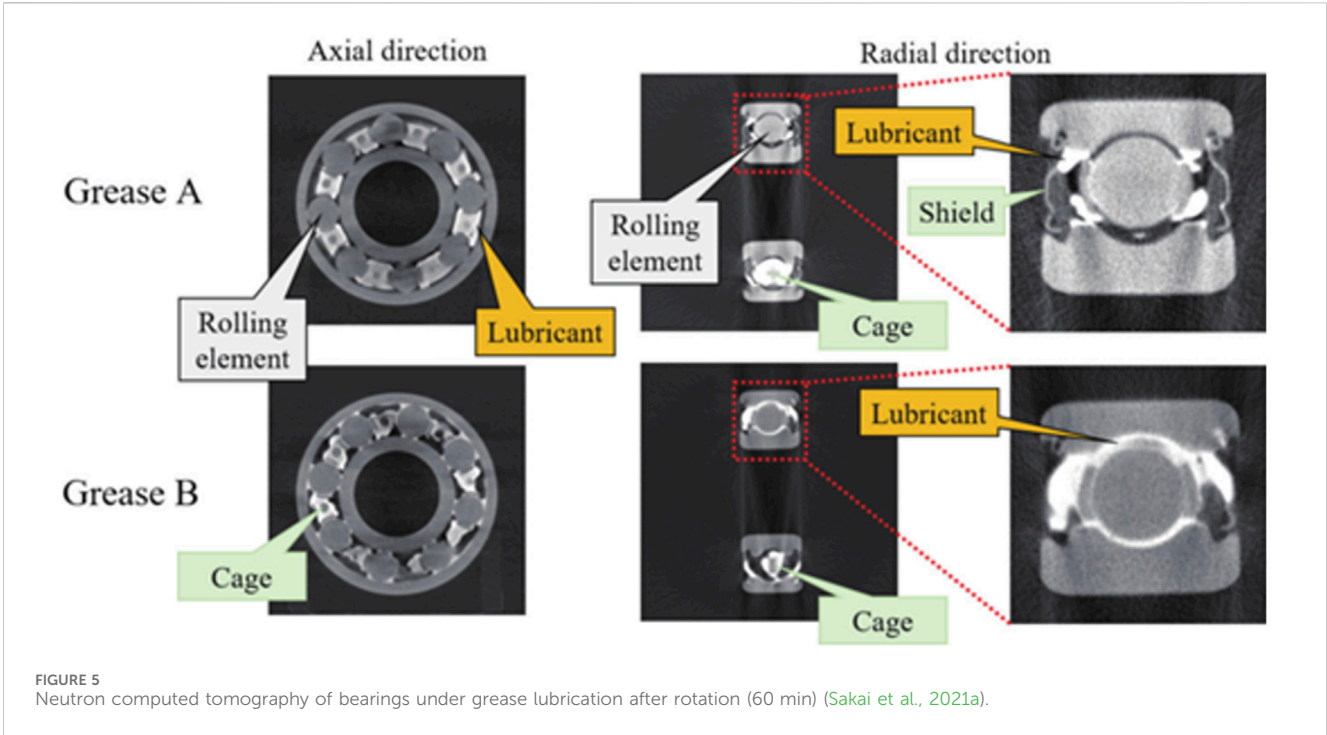 Axial direction
Radial direction
Grease A
Rolling
element
Lubricant
Rolling
element
Cage
Lubricant
Shield
Grease B
Cage
Cage
Lubricant
FIGURE 5
Neutron computed tomography of bearings under grease lubrication after rotation (60 min) (Sakai et al., 2021a).